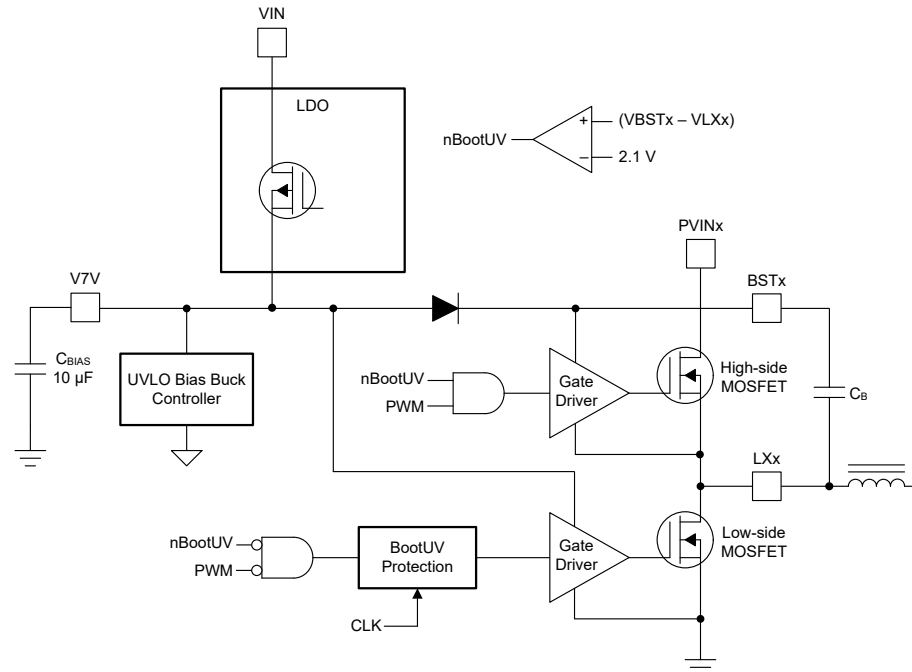 VIN
LDO
nBootUV
+
(VBSTx – VLXx)
−
2.1 V
PVINx
V7V
BSTx
CBIAS
10 µF
UVLO Bias Buck
Controller
nBootUV
PWM
Gate
Driver
High-side
MOSFET
CB
LXx
nBootUV
PWM
BootUV
Protection
Gate
Driver
Low-side
MOSFET
CLK